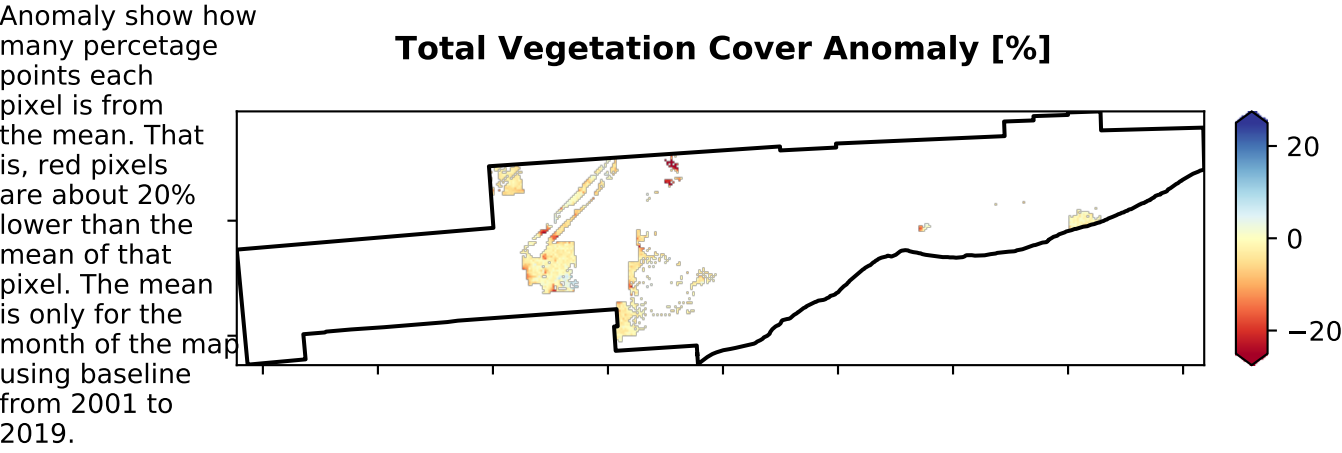 Anomaly show how
many percetage
points each
pixel is from
the mean. That
is, red pixels
are about 20%
lower than the
mean of that
pixel. The mean
is only for the
month of the map
using baseline
from 2001 to
2019.
Total Vegetation Cover Anomaly [%]
20
0
−20